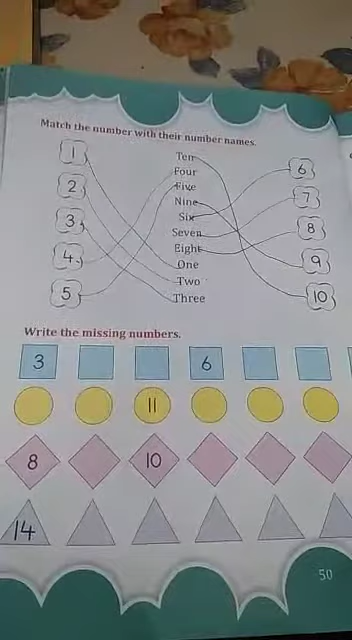 Match the number with their number names.
1 Ten 6
2 Four 7
3 Five 8
4 Nine 9
5 Six 10
Seven
Eight
One
Two
Three
Write the missing numbers.
3 6
11
8 10
14
50